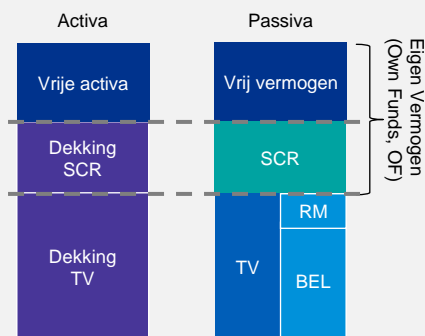 Activa
Passiva
Vrije activa
Vrij vermogen
Eigen Vermogen
(Own Funds, OF)
Dekking
SCR
SCR
Dekking
TV
TV
RM
BEL